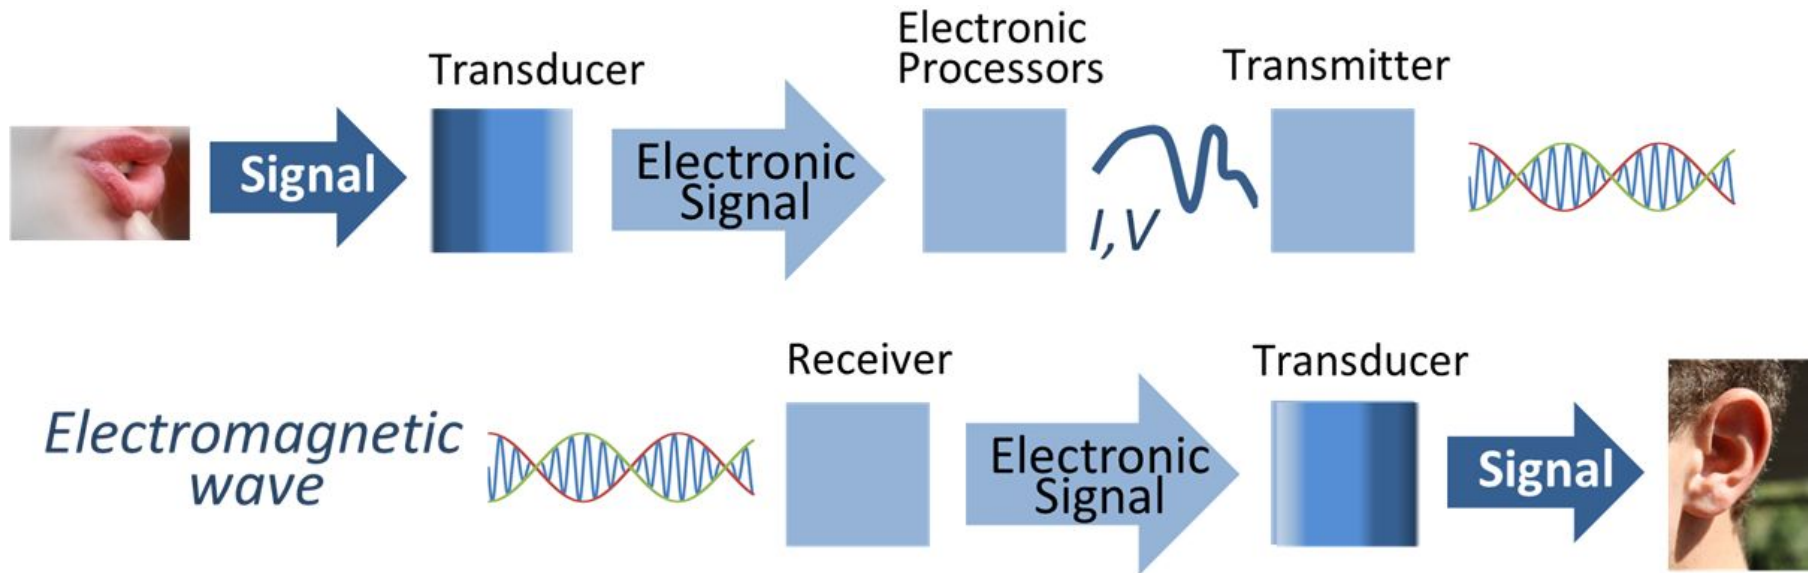 Electronic
Processors
Transducer
Transmitter
Signal
Electronic
Signal
I, V
Receiver
Transducer
Electromagnetic
wave
Electronic
Signal
Signal